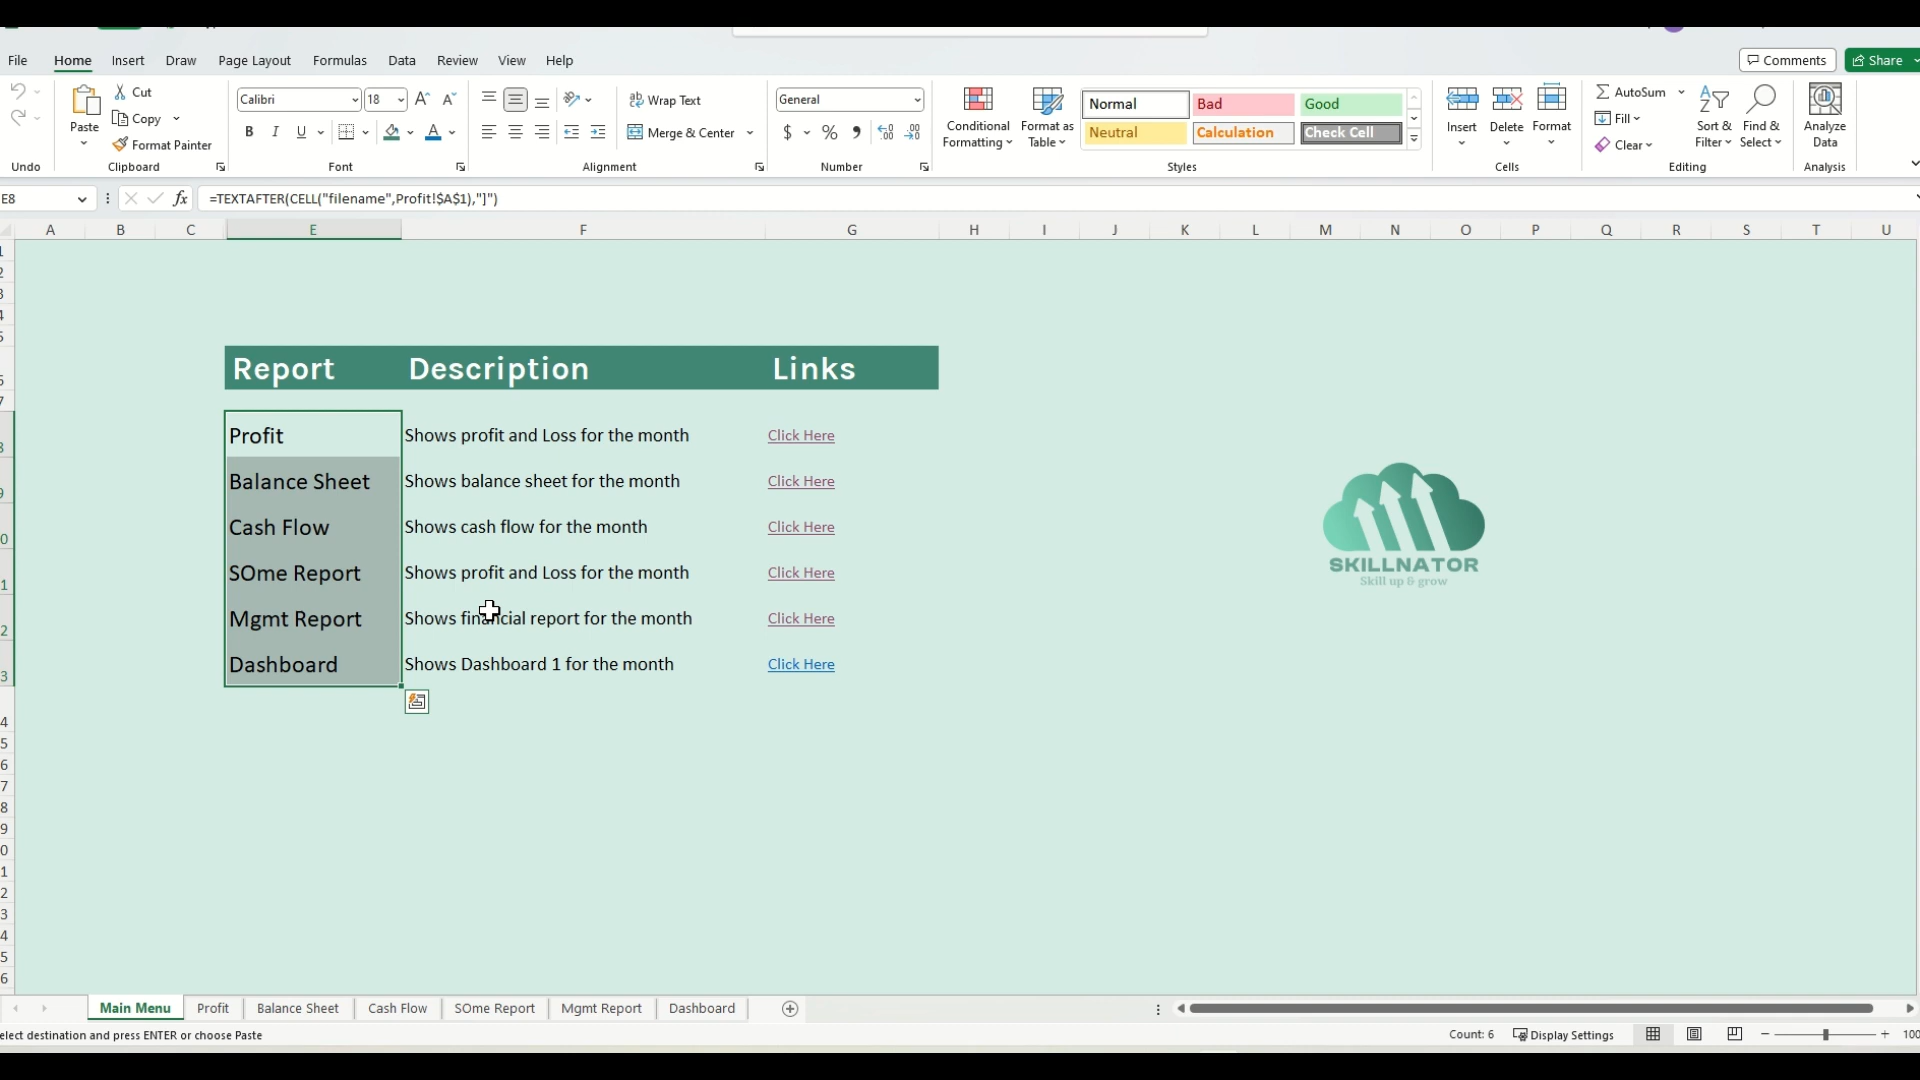 File Home Insert Draw Page Layout Formulas Data Review View Help Comments Share
Cut
Calibri 18 Wrap Text General Normal Bad Good AutoSum
Paste Copy Conditional Formatting Format as Table Insert Delete Format Fill Sort & Filter Find & Select Analyze Data
Format Painter B I U Merge & Center $ % Neutral Calculation Check Cell Clear
Undo Clipboard Font Alignment Number Styles Cells Editing Analysis
E8 fx =TEXTAFTER(CELL("filename",Profit!$A$1),"]")
A B C E F G H I J K L M N O P Q R S T U
Report Description Links
Profit Shows profit and Loss for the month Click Here
Balance Sheet Shows balance sheet for the month Click Here
Cash Flow Shows cash flow for the month Click Here
SOme Report Shows profit and Loss for the month Click Here
Mgmt Report Shows financial report for the month Click Here
Dashboard Shows Dashboard 1 for the month Click Here
SKILLNATOR
Skill up & grow
Main Menu Profit Balance Sheet Cash Flow SOme Report Mgmt Report Dashboard
elect destination and press ENTER or choose Paste Count: 6 Display Settings 100